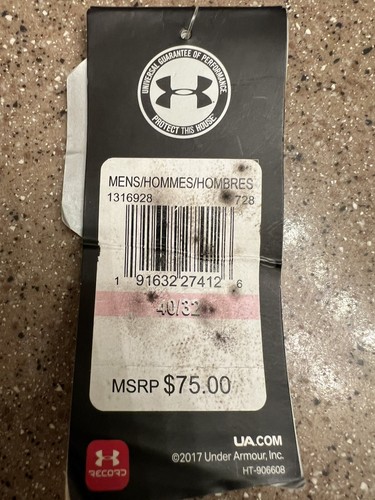 UNIVERSAL GUARANTEE OF PERFORMANCE
PROTECT THIS HOUSE
MENS/HOMMES/HOMBRES
1316928 728
1 91632 27412 6
40/32
MSRP $75.00
UA.COM
©2017 Under Armour, Inc.
HT-906608
RECORD